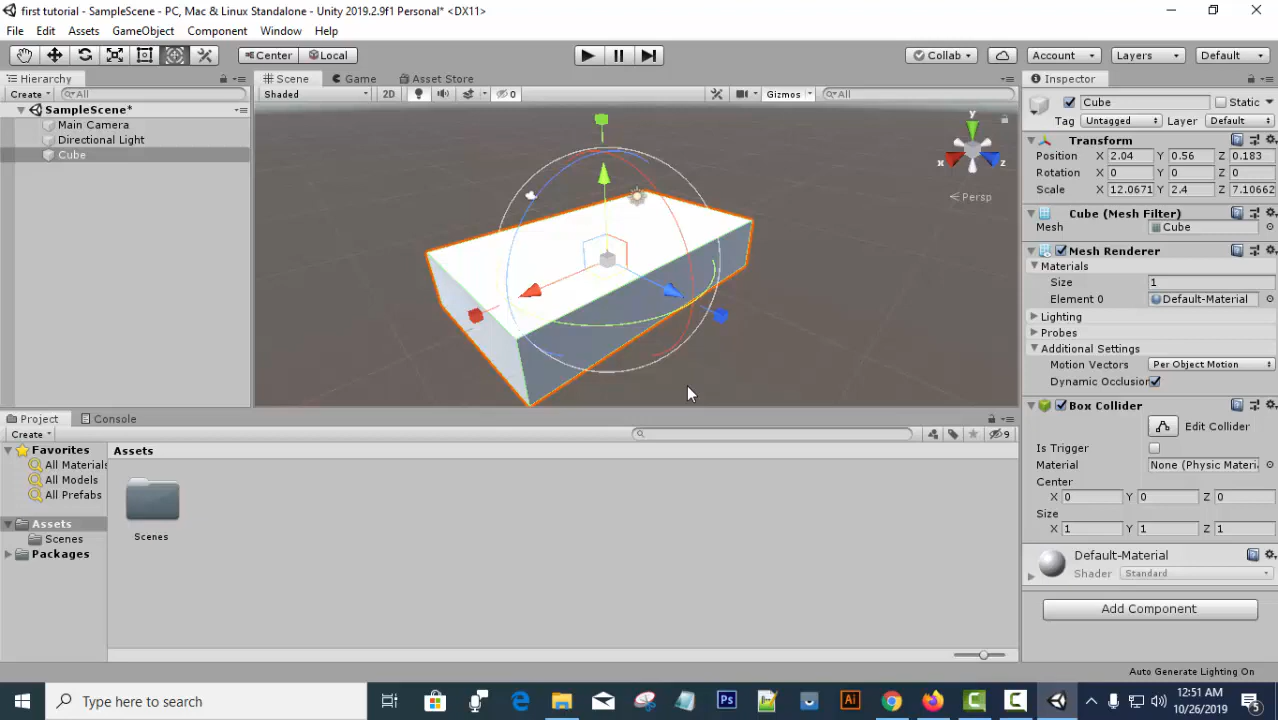 first tutorial - SampleScene - PC, Mac & Linux Standalone - Unity 2019.2.9f1 Personal* <DX11>
File Edit Assets GameObject Component Window Help
Center Local Collab Account Layers Default
Hierarchy
Create All
SampleScene*
Main Camera
Directional Light
Cube
Scene Game Asset Store
Shaded 2D 0 Gizmos All
y
x z
Persp
Inspector
Cube Static
Tag Untagged Layer Default
Transform
Position X 2.04 Y 0.56 Z 0.183
Rotation X 0 Y 0 Z 0
Scale X 12.0671 Y 2.4 Z 7.10662
Cube (Mesh Filter)
Mesh Cube
Mesh Renderer
Materials
Size 1
Element 0 Default-Material
Lighting
Probes
Additional Settings
Motion Vectors Per Object Motion
Dynamic Occlusion
Box Collider
Edit Collider
Is Trigger
Material None (Physic Materi
Center
X 0 Y 0 Z 0
Size
X 1 Y 1 Z 1
Default-Material
Shader Standard
Add Component
Project Console
Create 9
Favorites
All Materials
All Models
All Prefabs
Assets
Scenes
Packages
Assets
Scenes
Auto Generate Lighting On
Type here to search
Ps Ai
12:51 AM
10/26/2019
5